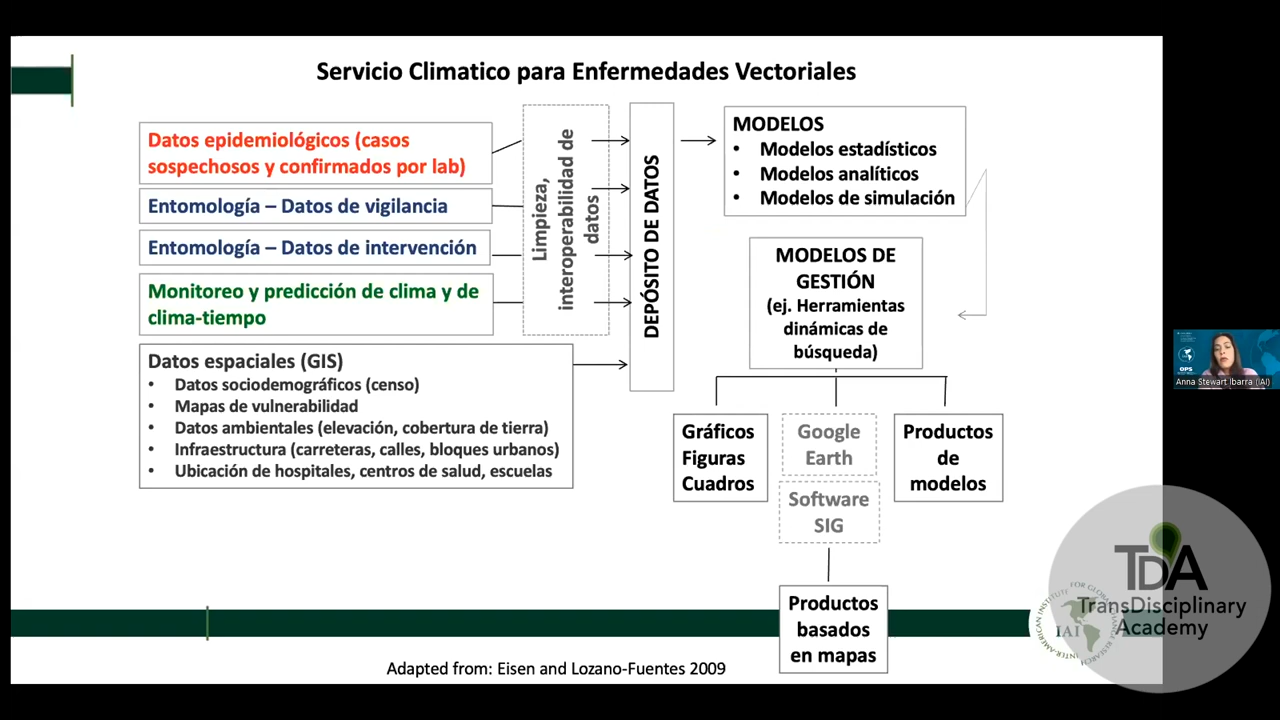 Servicio Climatico para Enfermedades Vectoriales
Datos epidemiológicos (casos
sospechosos y confirmados por lab)
Entomología – Datos de vigilancia
Entomología – Datos de intervención
Monitoreo y predicción de clima y de
clima-tiempo
Datos espaciales (GIS)
• Datos sociodemográficos (censo)
• Mapas de vulnerabilidad
• Datos ambientales (elevación, cobertura de tierra)
• Infraestructura (carreteras, calles, bloques urbanos)
• Ubicación de hospitales, centros de salud, escuelas
Limpieza,
interoperabilidad de
datos
DEPÓSITO DE DATOS
MODELOS
• Modelos estadísticos
• Modelos analíticos
• Modelos de simulación
MODELOS DE
GESTIÓN
(ej. Herramientas
dinámicas de
búsqueda)
Gráficos
Figuras
Cuadros
Google
Earth
Software
SIG
Productos
de
modelos
Productos
basados
en mapas
Adapted from: Eisen and Lozano-Fuentes 2009
OPS
Anna Stewart Ibarra (IAI)
TDA
TransDisciplinary
Academy
IAI